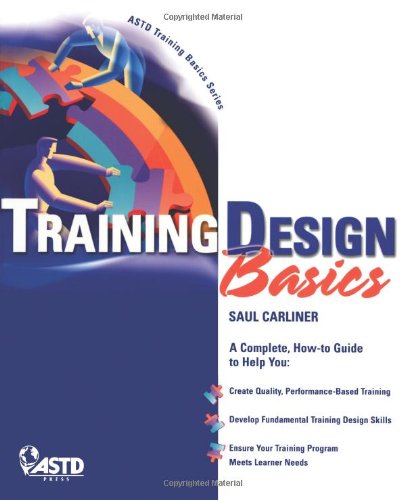 Copyrighted Material
ASTD Training Basics Series
TRAINING DESIGN
Basics
SAUL CARLINER
A Complete, How-to Guide
to Help You:
Create Quality, Performance-Based Training
Develop Fundamental Training Design Skills
Ensure Your Training Program
Meets Learner Needs
ASTD
PRESS
Copyrighted Material